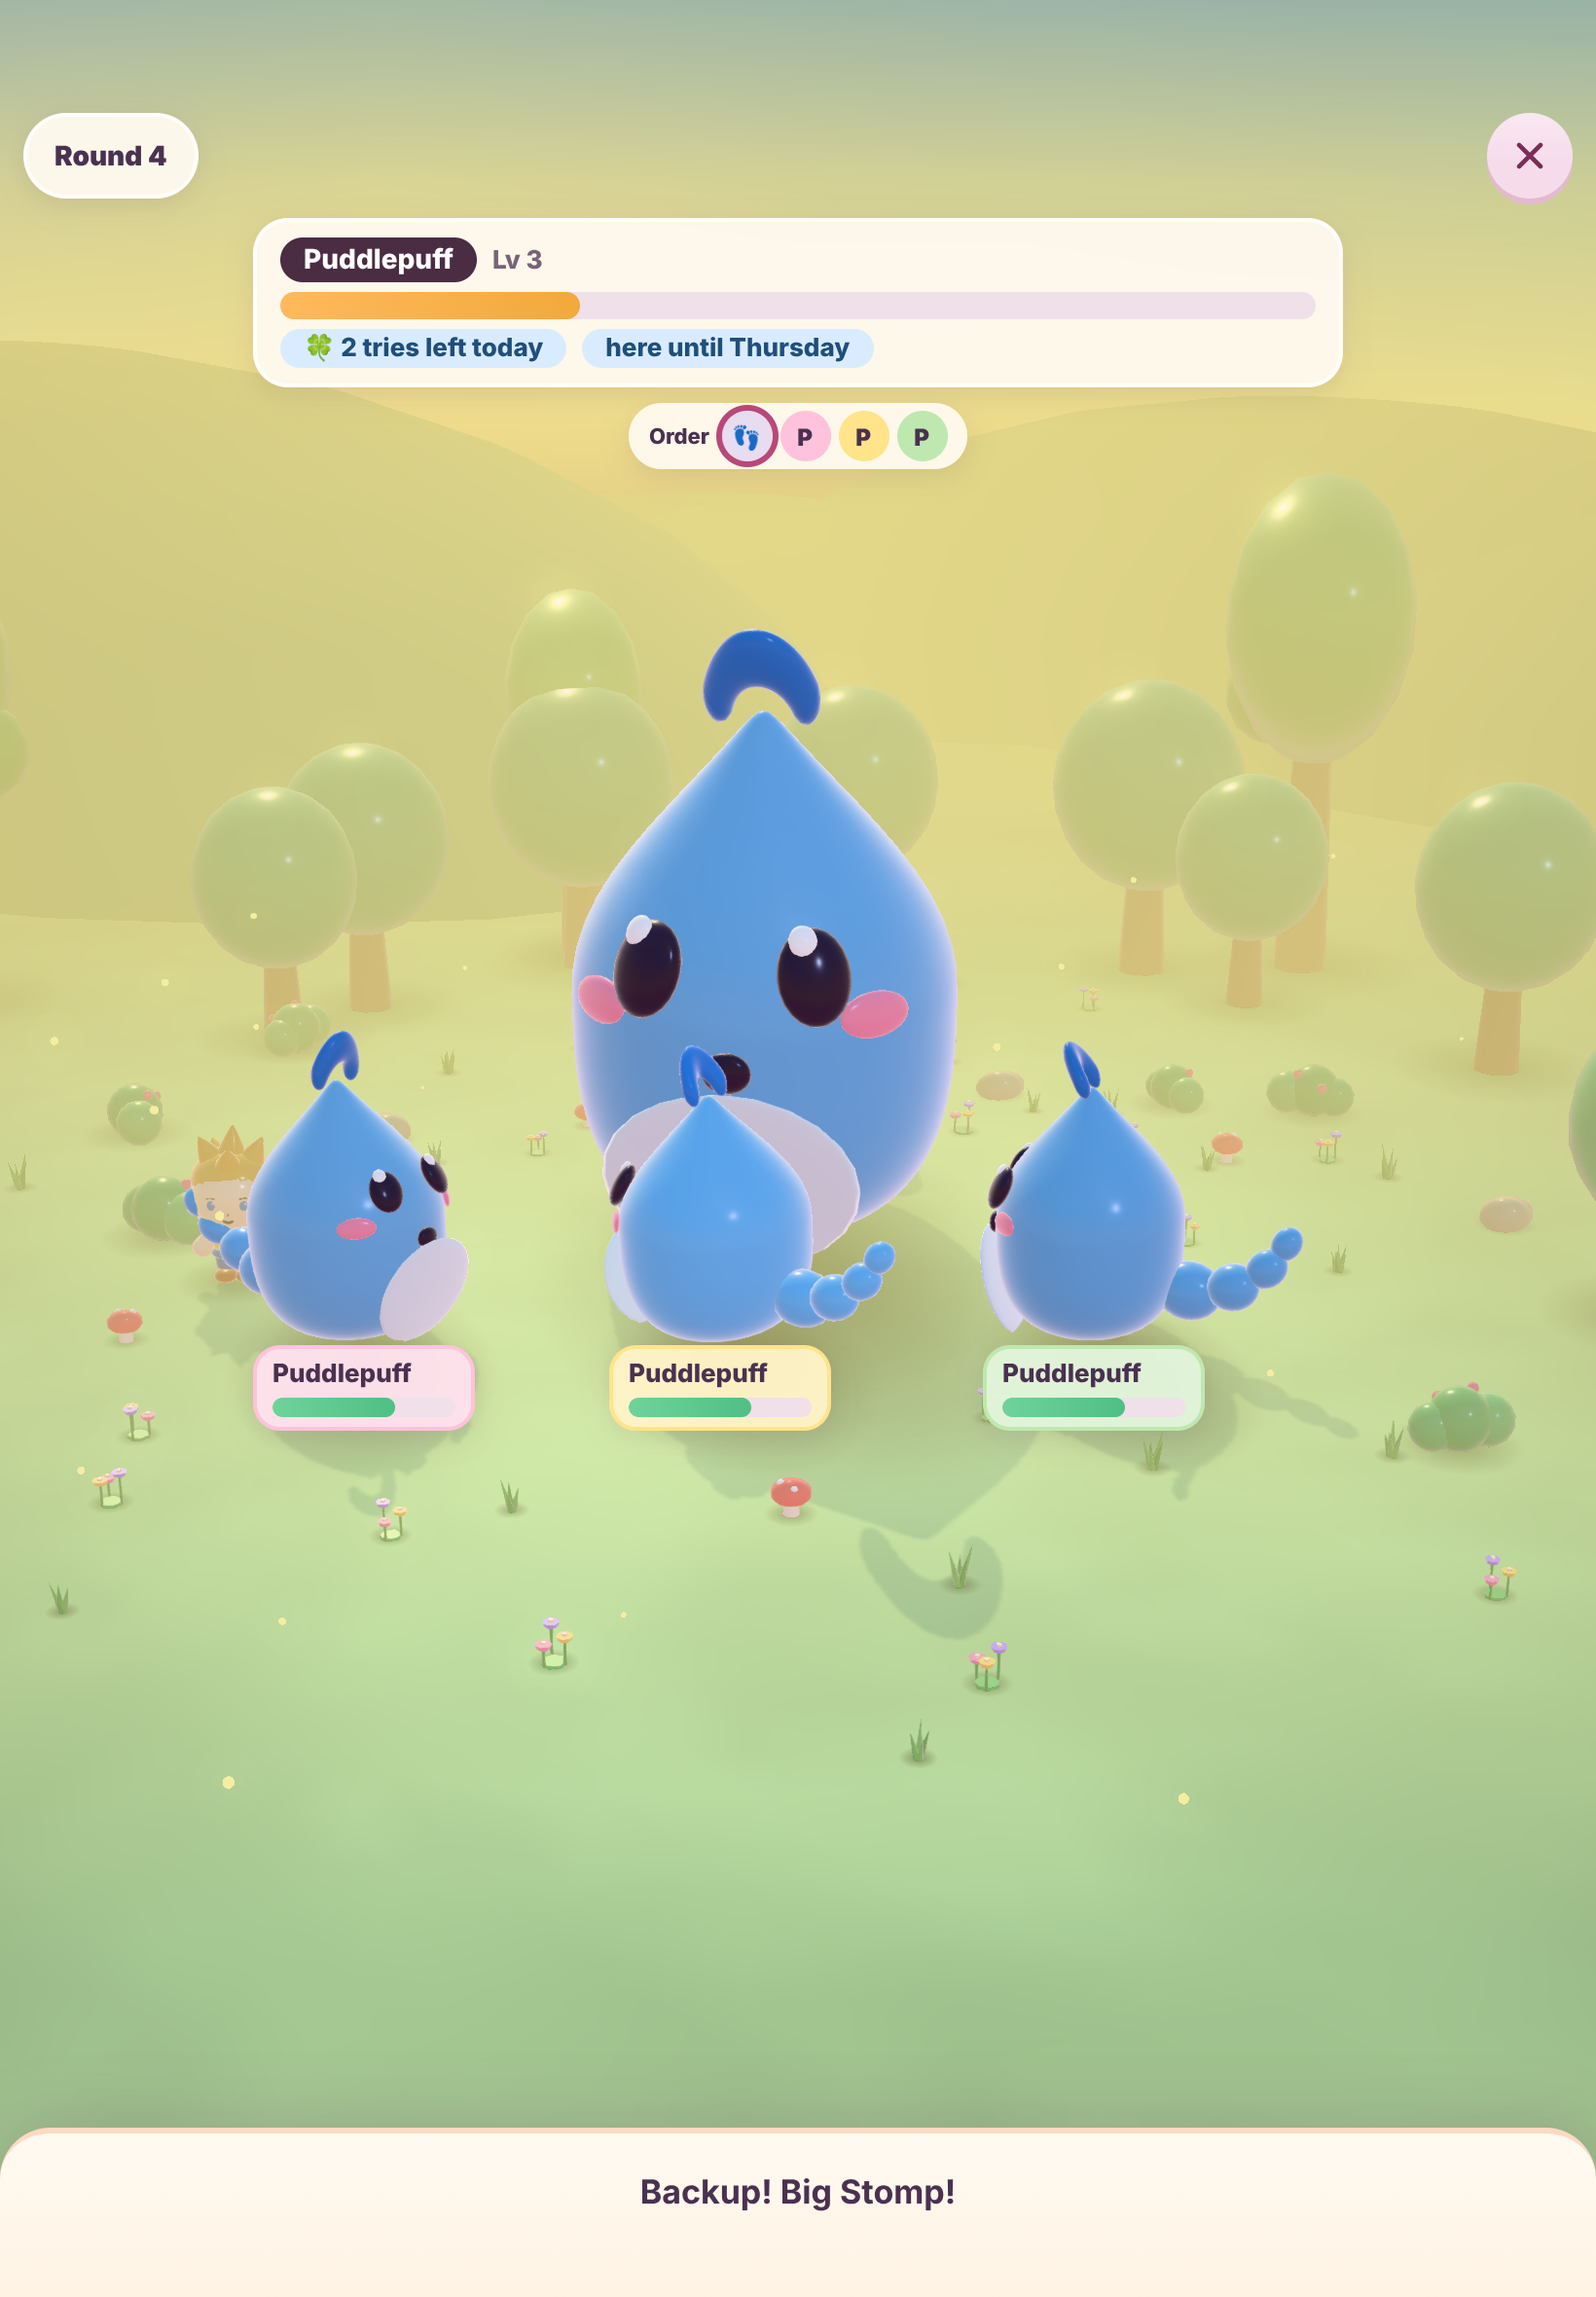 Round 4
Puddlepuff Lv 3
🍀 2 tries left today here until Thursday
Order 👣 P P P
Puddlepuff Puddlepuff Puddlepuff
Backup! Big Stomp!